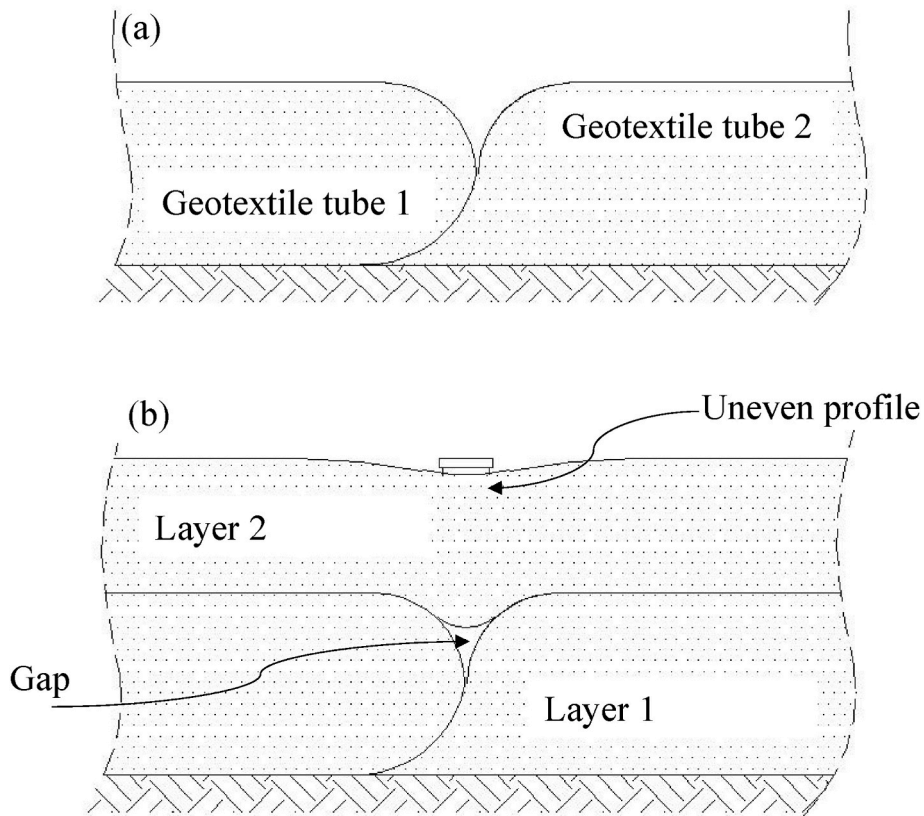 (a)
Geotextile tube 2
Geotextile tube 1
(b)
Uneven profile
Layer 2
Gap
Layer 1